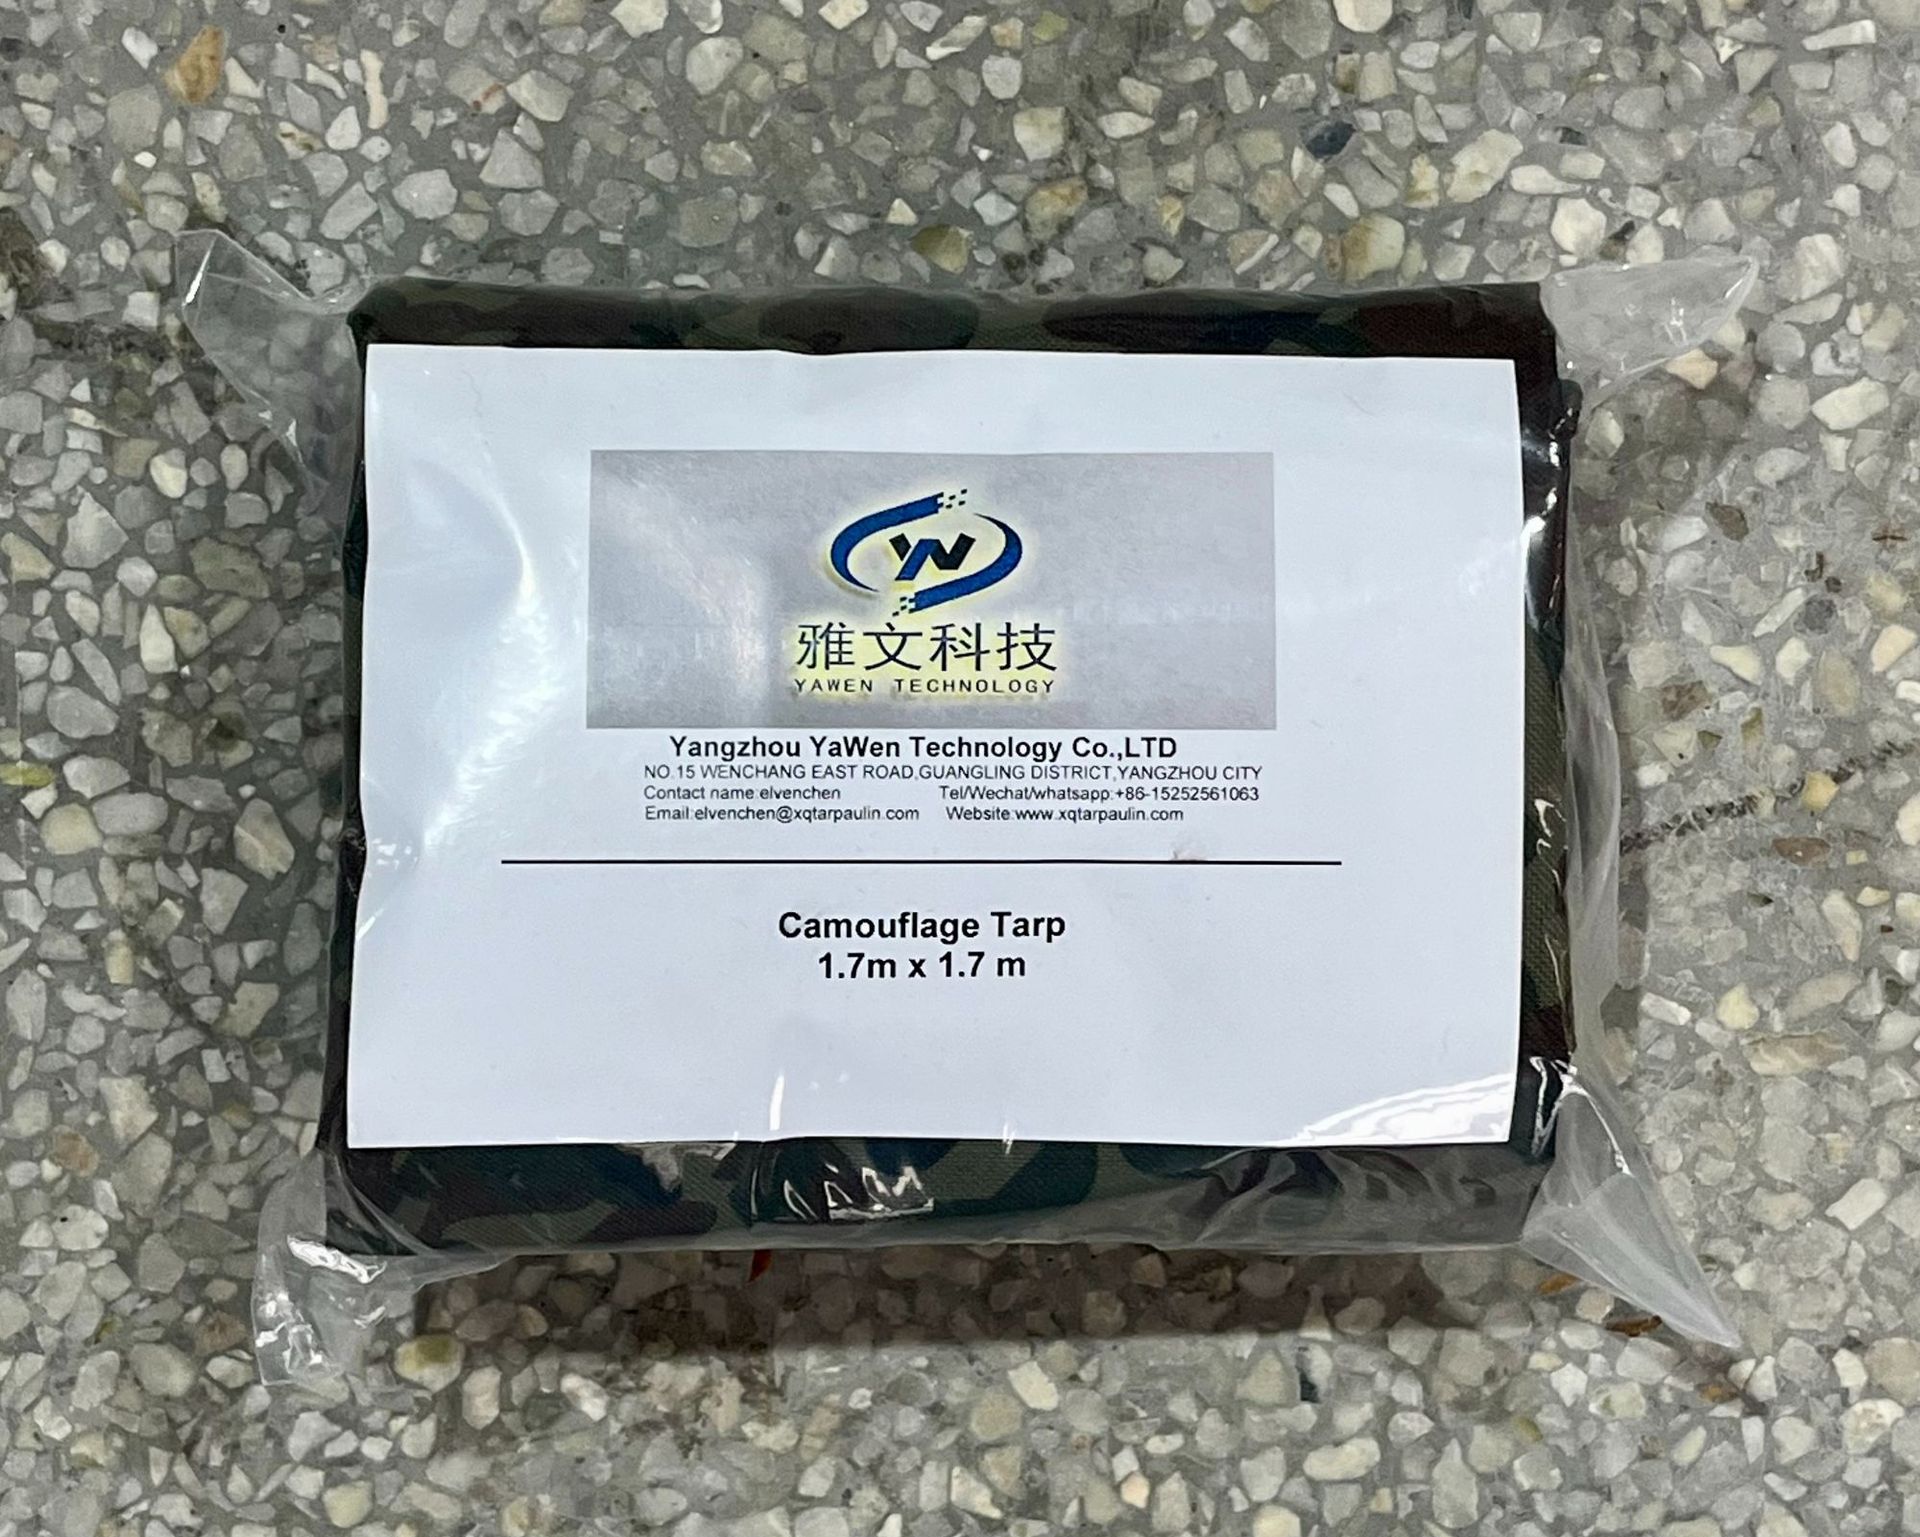 YW
雅文科技
YAWEN TECHNOLOGY
Yangzhou YaWen Technology Co.,LTD
NO.15 WENCHANG EAST ROAD,GUANGLING DISTRICT,YANGZHOU CITY
Contact name:elvenchen Tel/Wechat/whatsapp:+86-15252561063
Email:elvenchen@xqtarpaulin.com Website:www.xqtarpaulin.com
Camouflage Tarp
1.7m x 1.7 m